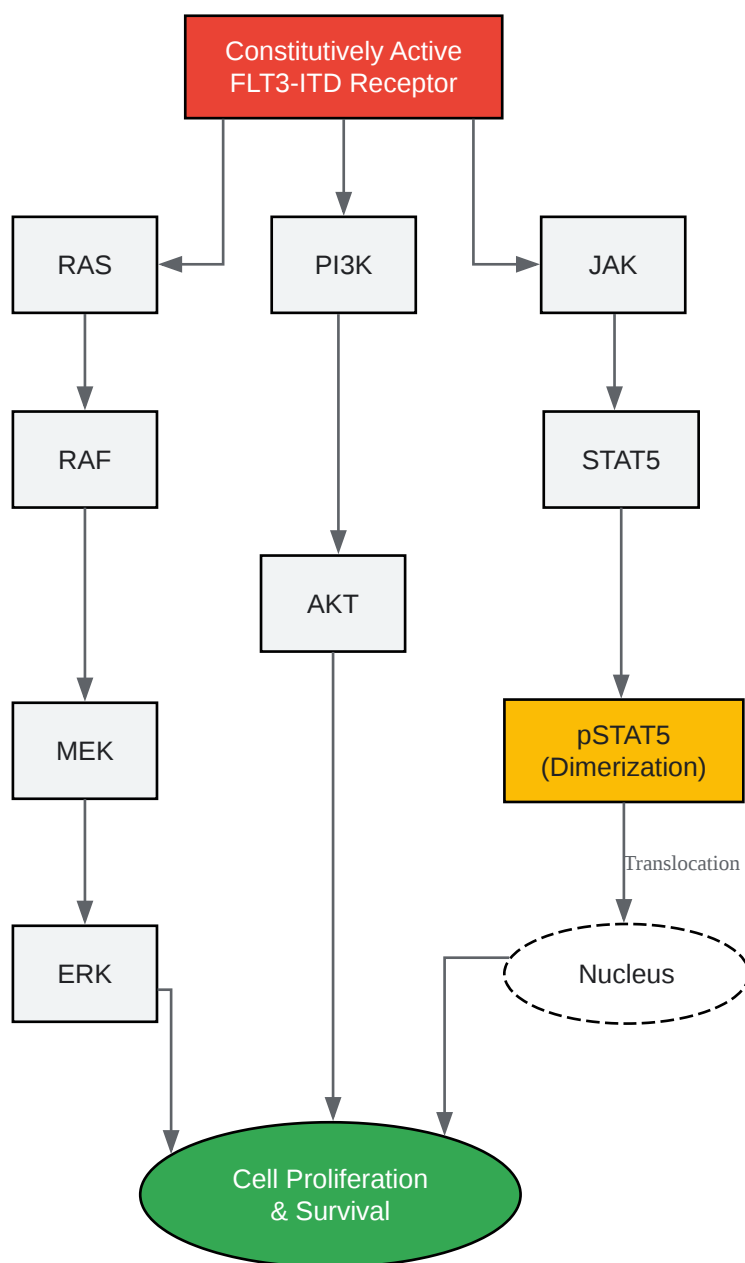 Constitutively Active
FLT3-ITD Receptor
RAS
PI3K
JAK
RAF
STAT5
AKT
MEK
pSTAT5
(Dimerization)
Translocation
ERK
Nucleus
Cell Proliferation
& Survival